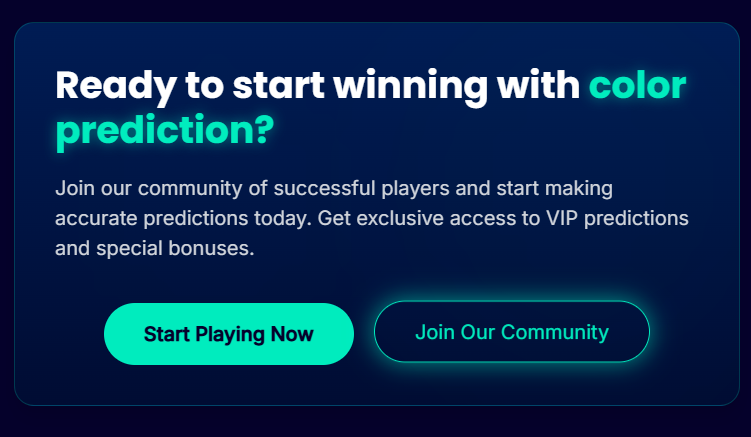 Ready to start winning with color
prediction?
Join our community of successful players and start making
accurate predictions today. Get exclusive access to VIP predictions
and special bonuses.
Start Playing Now
Join Our Community